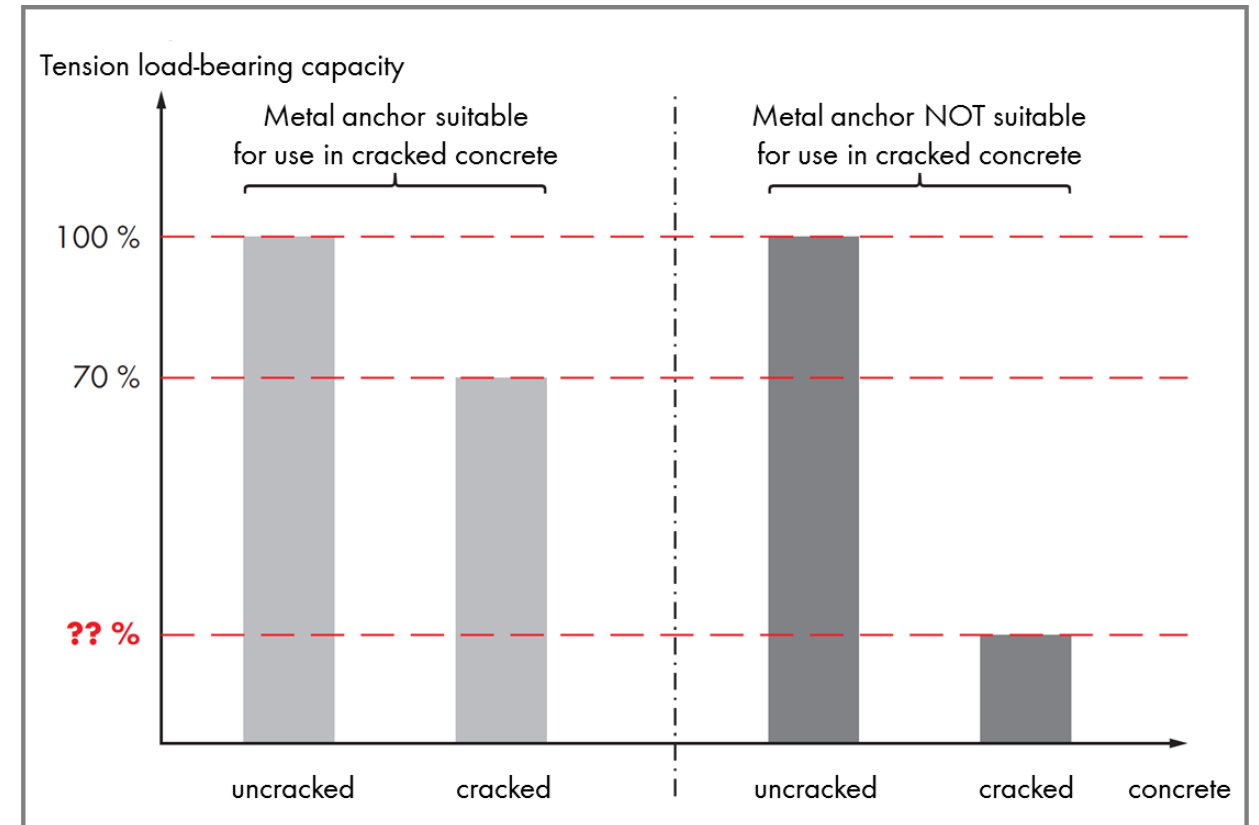 Tension load-bearing capacity
Metal anchor suitable
for use in cracked concrete
Metal anchor NOT suitable
for use in cracked concrete
100 %
70 %
?? %
uncracked
cracked
uncracked
cracked
concrete